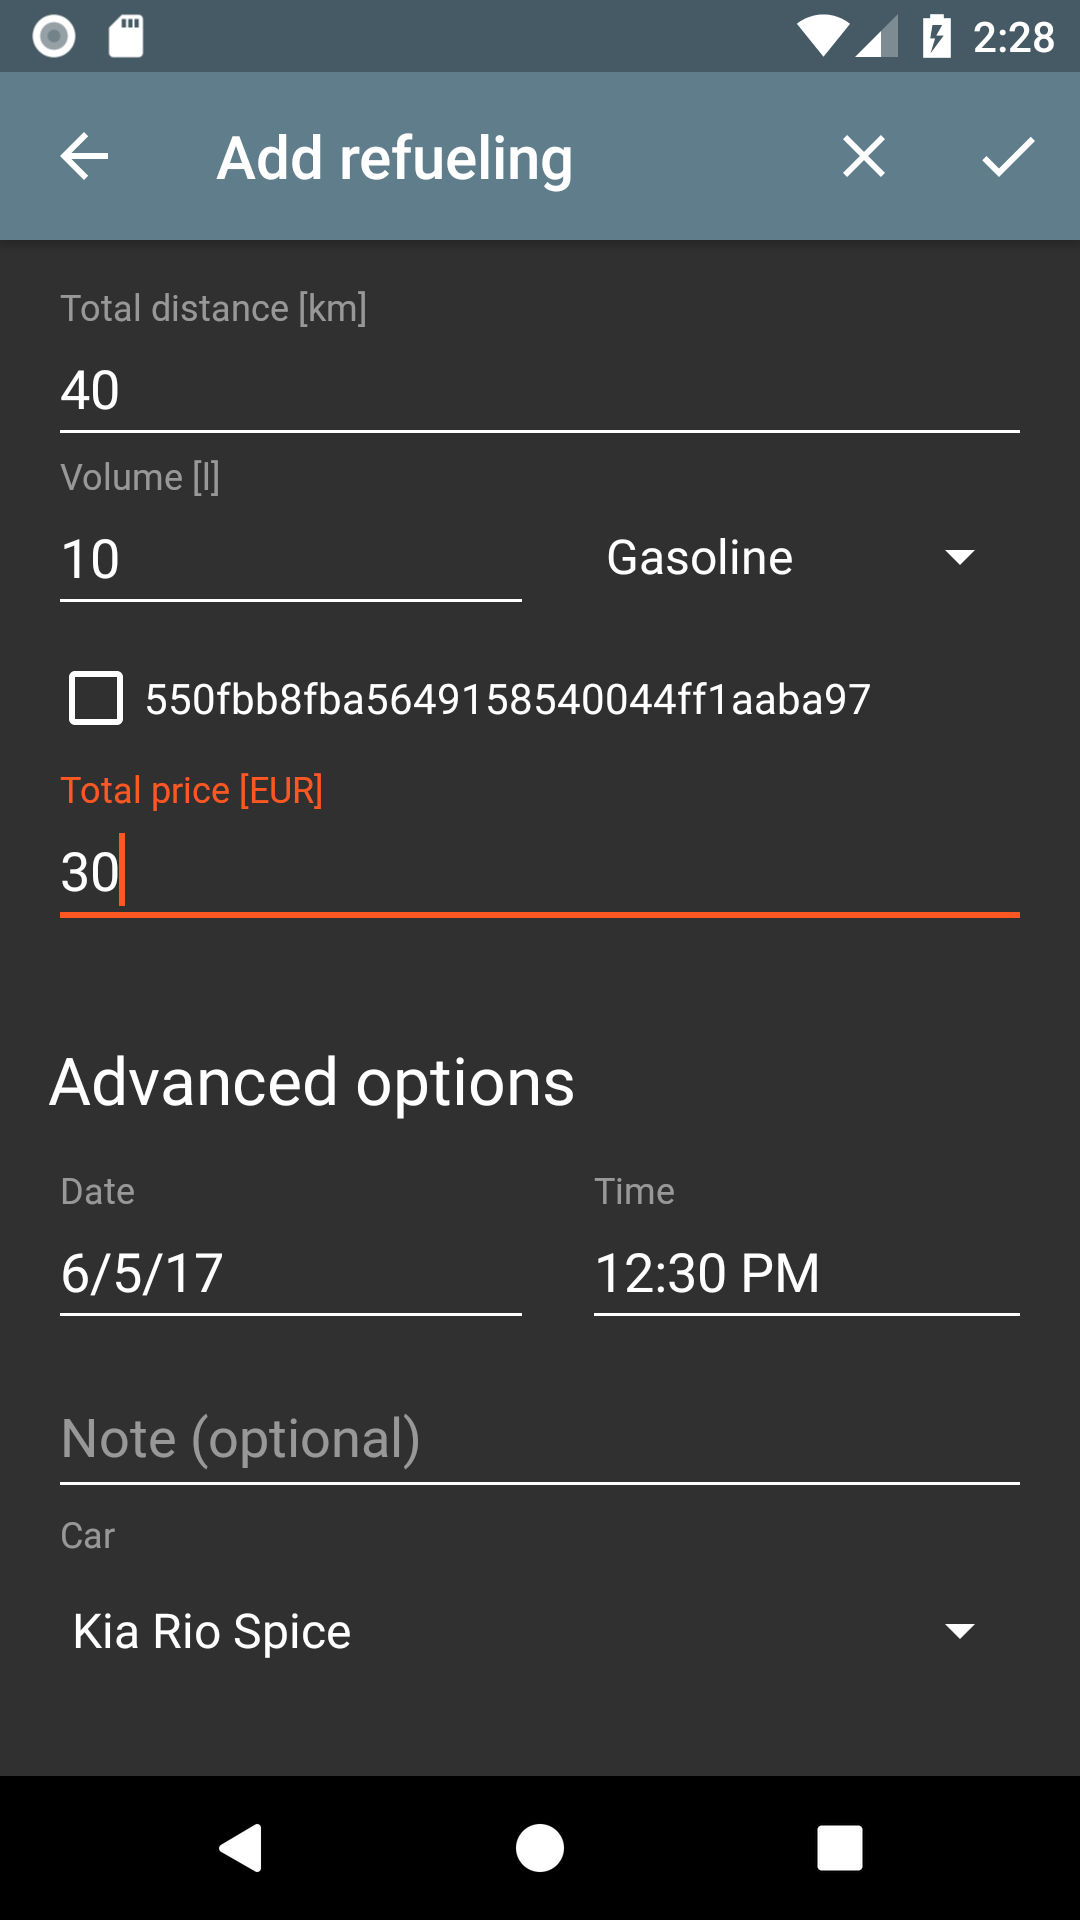 2:28
Add refueling
Total distance [km]
40
Volume [l]
10
Gasoline
550fbb8fba5649158540044ff1aaba97
Total price [EUR]
30
Advanced options
Date
Time
6/5/17
12:30 PM
Note (optional)
Car
Kia Rio Spice